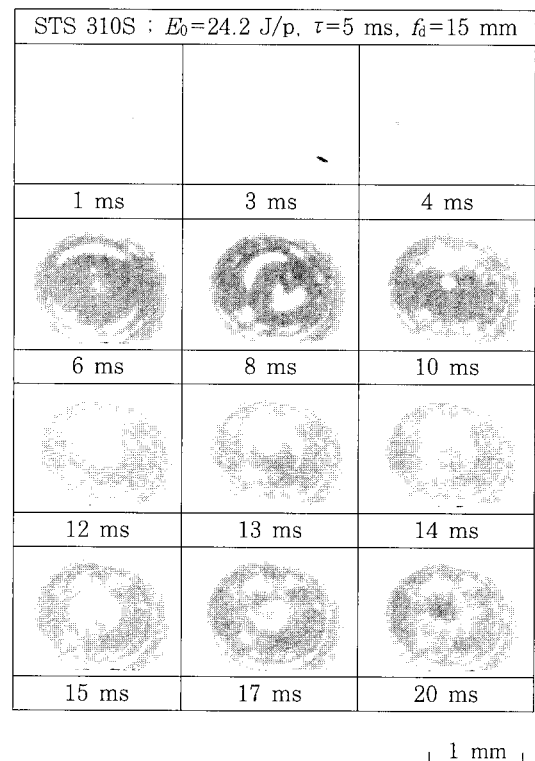 STS 310S ; E₀=24.2 J/p, τ=5 ms, f_d=15 mm
1 ms 3 ms 4 ms
6 ms 8 ms 10 ms
12 ms 13 ms 14 ms
15 ms 17 ms 20 ms
1 mm